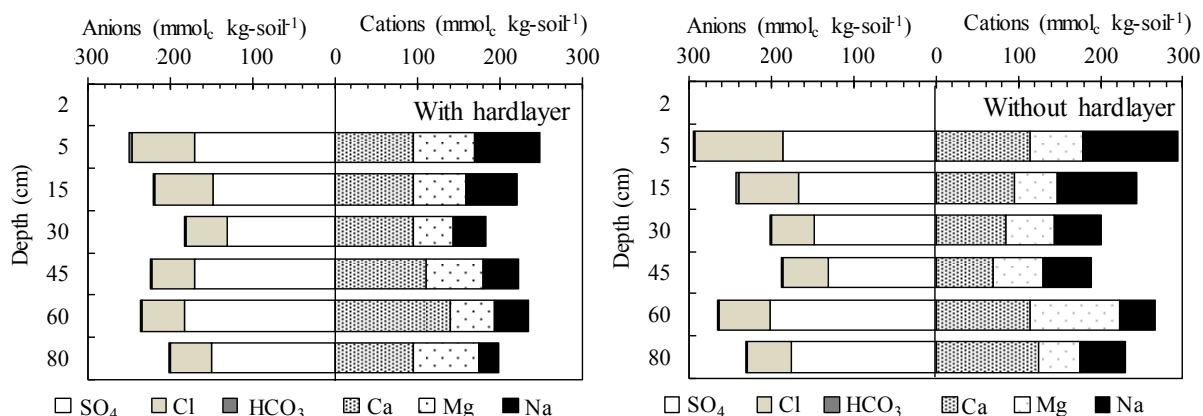 Anions (mmolc kg-soil-1) Cations (mmolc kg-soil-1)
300 200 100 0 100 200 300
With hardlayer
Depth (cm)
2
5
15
30
45
60
80
SO4 Cl HCO3 Ca Mg Na
Anions (mmolc kg-soil-1) Cations (mmolc kg-soil-1)
300 200 100 0 100 200 300
Without hardlayer
Depth (cm)
2
5
15
30
45
60
80
SO4 Cl HCO3 Ca Mg Na